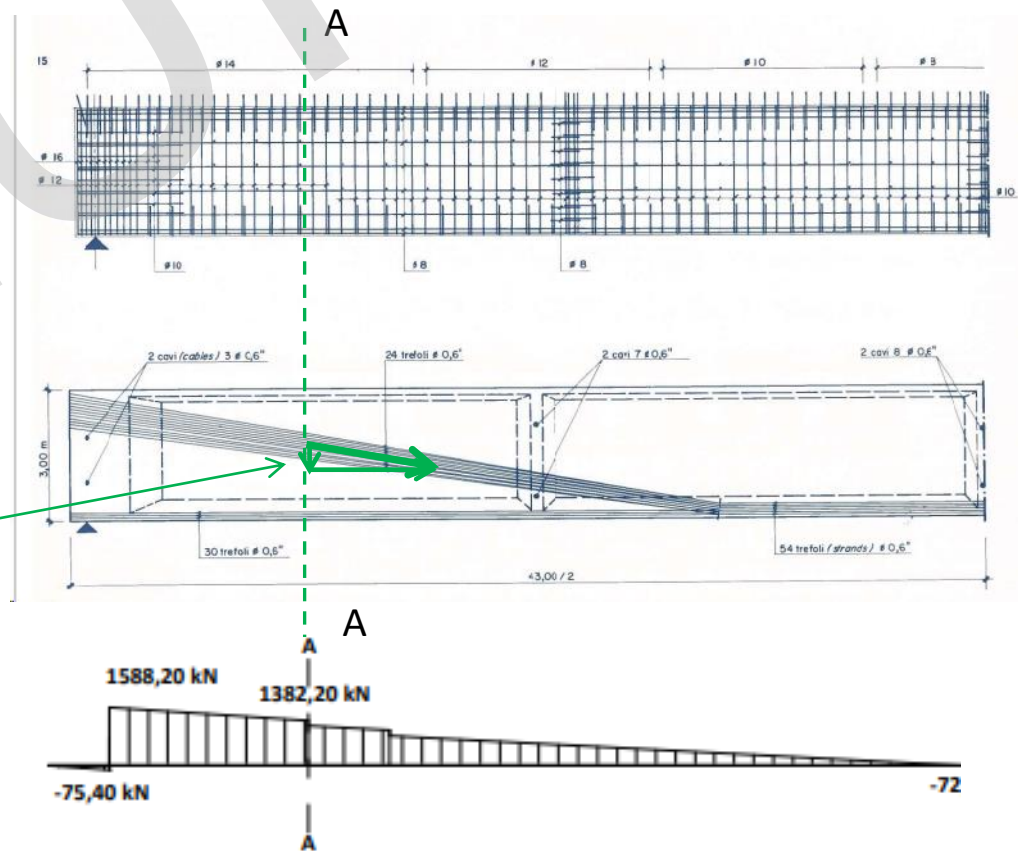 A
15
ø 14
ø 12
ø 10
ø 8
ø 16
ø 12
ø 10
ø 10
ø 8
ø 8
2 cavi (cables) 3 ø 0,6"
24 trefoli ø 0,6"
2 cavi 7 ø 0,6"
2 cavi 8 ø 0,6"
3,00 m
30 trefoli ø 0,6"
54 trefoli (strands) ø 0,6"
43,00 / 2
A
A
1588,20 kN
1382,20 kN
-75,40 kN
-72
A